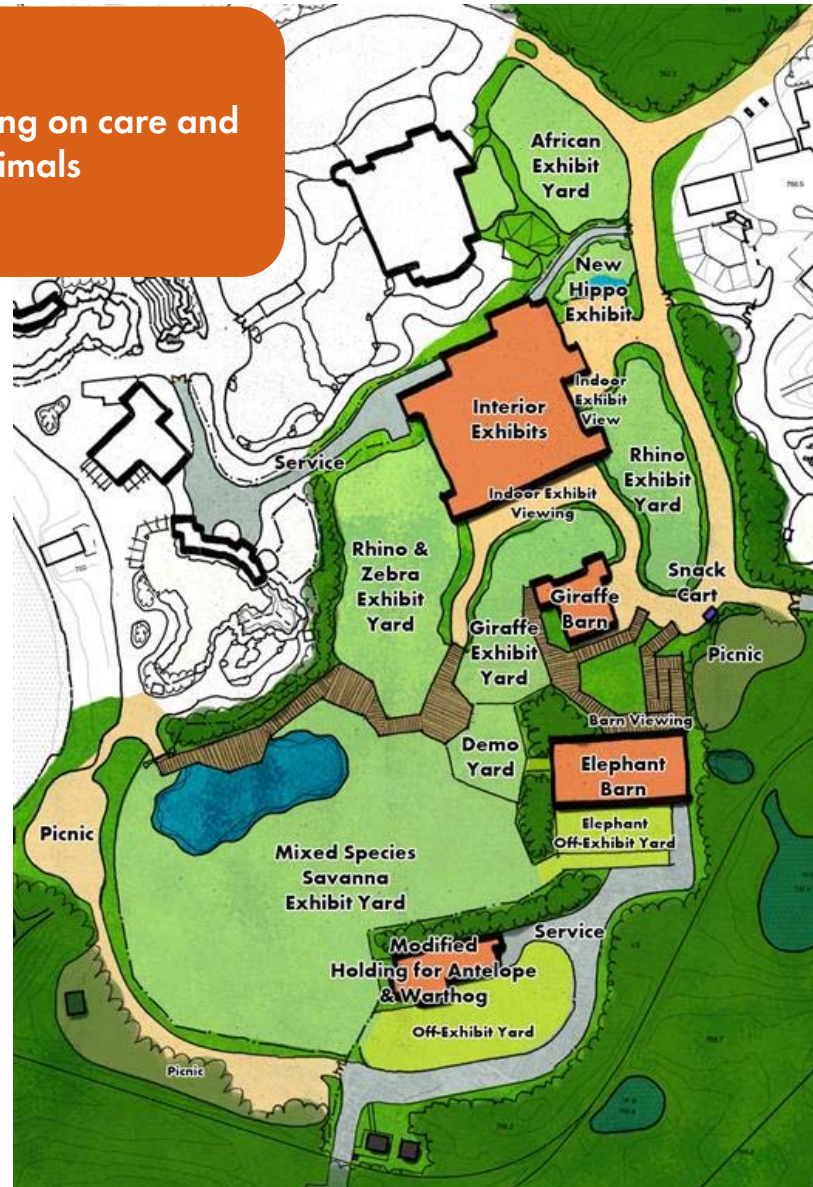 ng on care and
imals
African
Exhibit
Yard
New
Hippo
Exhibit
Interior
Exhibits
Indoor
Exhibit
View
Service
Rhino
Exhibit
Yard
Indoor Exhibit
Viewing
Rhino &
Zebra
Exhibit
Yard
Snack
Cart
Giraffe
Barn
Giraffe
Exhibit
Yard
Picnic
Barn Viewing
Demo
Yard
Elephant
Barn
Elephant
Off-Exhibit Yard
Picnic
Mixed Species
Savanna
Exhibit Yard
Service
Modified
Holding for Antelope
& Warthog
Off-Exhibit Yard
Picnic